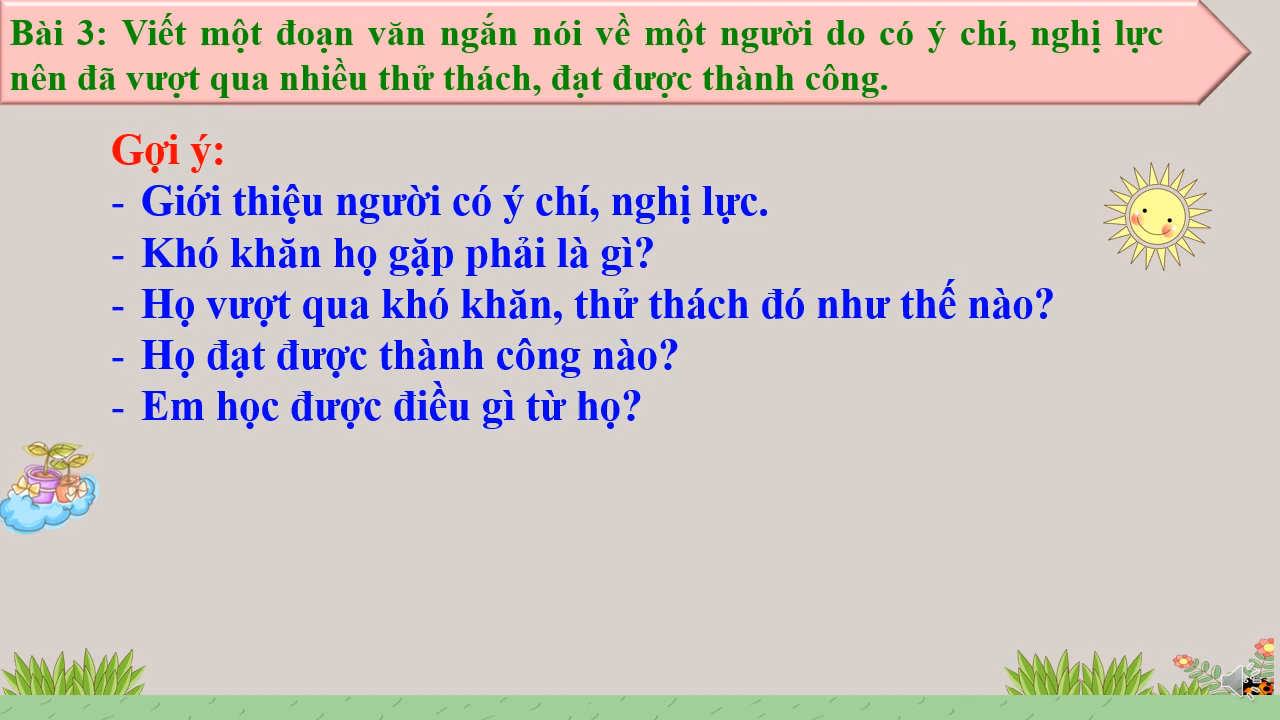 Bài 3: Viết một đoạn văn ngắn nói về một người do có ý chí, nghị lực
nên đã vượt qua nhiều thử thách, đạt được thành công.
Gợi ý:
- Giới thiệu người có ý chí, nghị lực.
- Khó khăn họ gặp phải là gì?
- Họ vượt qua khó khăn, thử thách đó như thế nào?
- Họ đạt được thành công nào?
- Em học được điều gì từ họ?